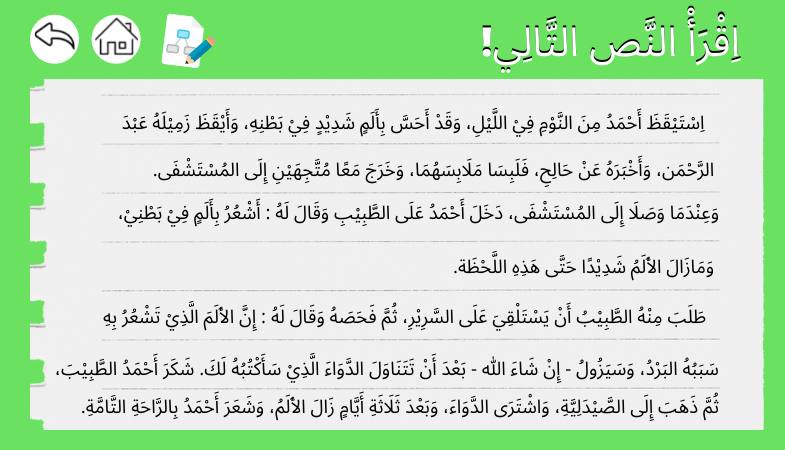 اِقْرَأْ النَّص التَّالِي!
اِسْتَيْقَظَ أَحْمَدُ مِنَ النَّوْمِ فِيْ اللَّيْلِ، وَقَدْ أَحَسَّ بِأَلَمٍ شَدِيْدٍ فِيْ بَطْنِهِ، وَأَيْقَظَ زَمِيْلَهُ عَبْدَ
الرَّحْمَن، وَأَخْبَرَهُ عَنْ حَالِحِ، فَلَبِسَا مَلَابِسَهُمَا، وَخَرَجَ مَعًا مُتَّجِهَيْنِ إِلَى المُسْتَشْفَى.
وَعِنْدَمَا وَصَلَا إِلَى المُسْتَشْفَى، دَخَلَ أَحْمَدُ عَلَى الطَّبِيْبِ وَقَالَ لَهُ : أَشْعُرُ بِأَلَمٍ فِيْ بَطْنِيْ،
وَمَازَالَ الأَلَمُ شَدِيْدًا حَتَّى هَذِهِ اللَّحْظَة.
طَلَبَ مِنْهُ الطَّبِيْبُ أَنْ يَسْتَلْقِيَ عَلَى السَّرِيْرِ، ثُمَّ فَحَصَهُ وَقَالَ لَهُ : إِنَّ الأَلَمَ الَّذِيْ تَشْعُرُ بِهِ
سَبَبُهُ البَرْدُ، وَسَيَزُولُ - إِنْ شَاءَ الله - بَعْدَ أَنْ تَتَنَاوَلَ الدَّوَاءَ الَّذِيْ سَأَكْتُبُهُ لَكَ. شَكَرَ أَحْمَدُ الطَّبِيْبَ،
ثُمَّ ذَهَبَ إِلَى الصَّيْدَلِيَّةِ، وَاشْتَرَى الدَّوَاءَ، وَبَعْدَ ثَلَاثَةِ أَيَّامٍ زَالَ الأَلَمُ، وَشَعَرَ أَحْمَدُ بِالرَّاحَةِ التَّامَّةِ.